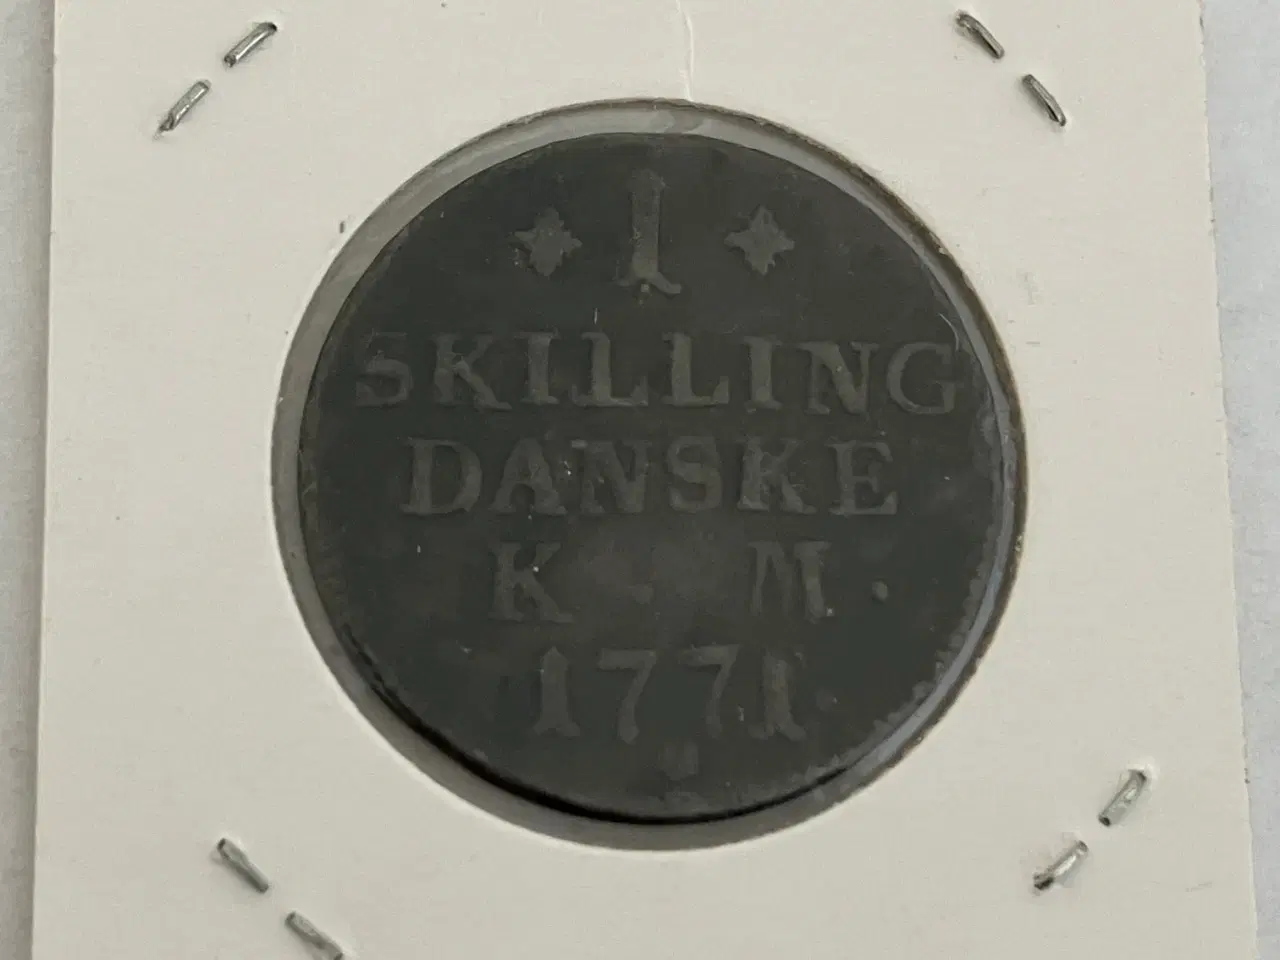 1
SKILLING
DANSKE
K . M .
1771.